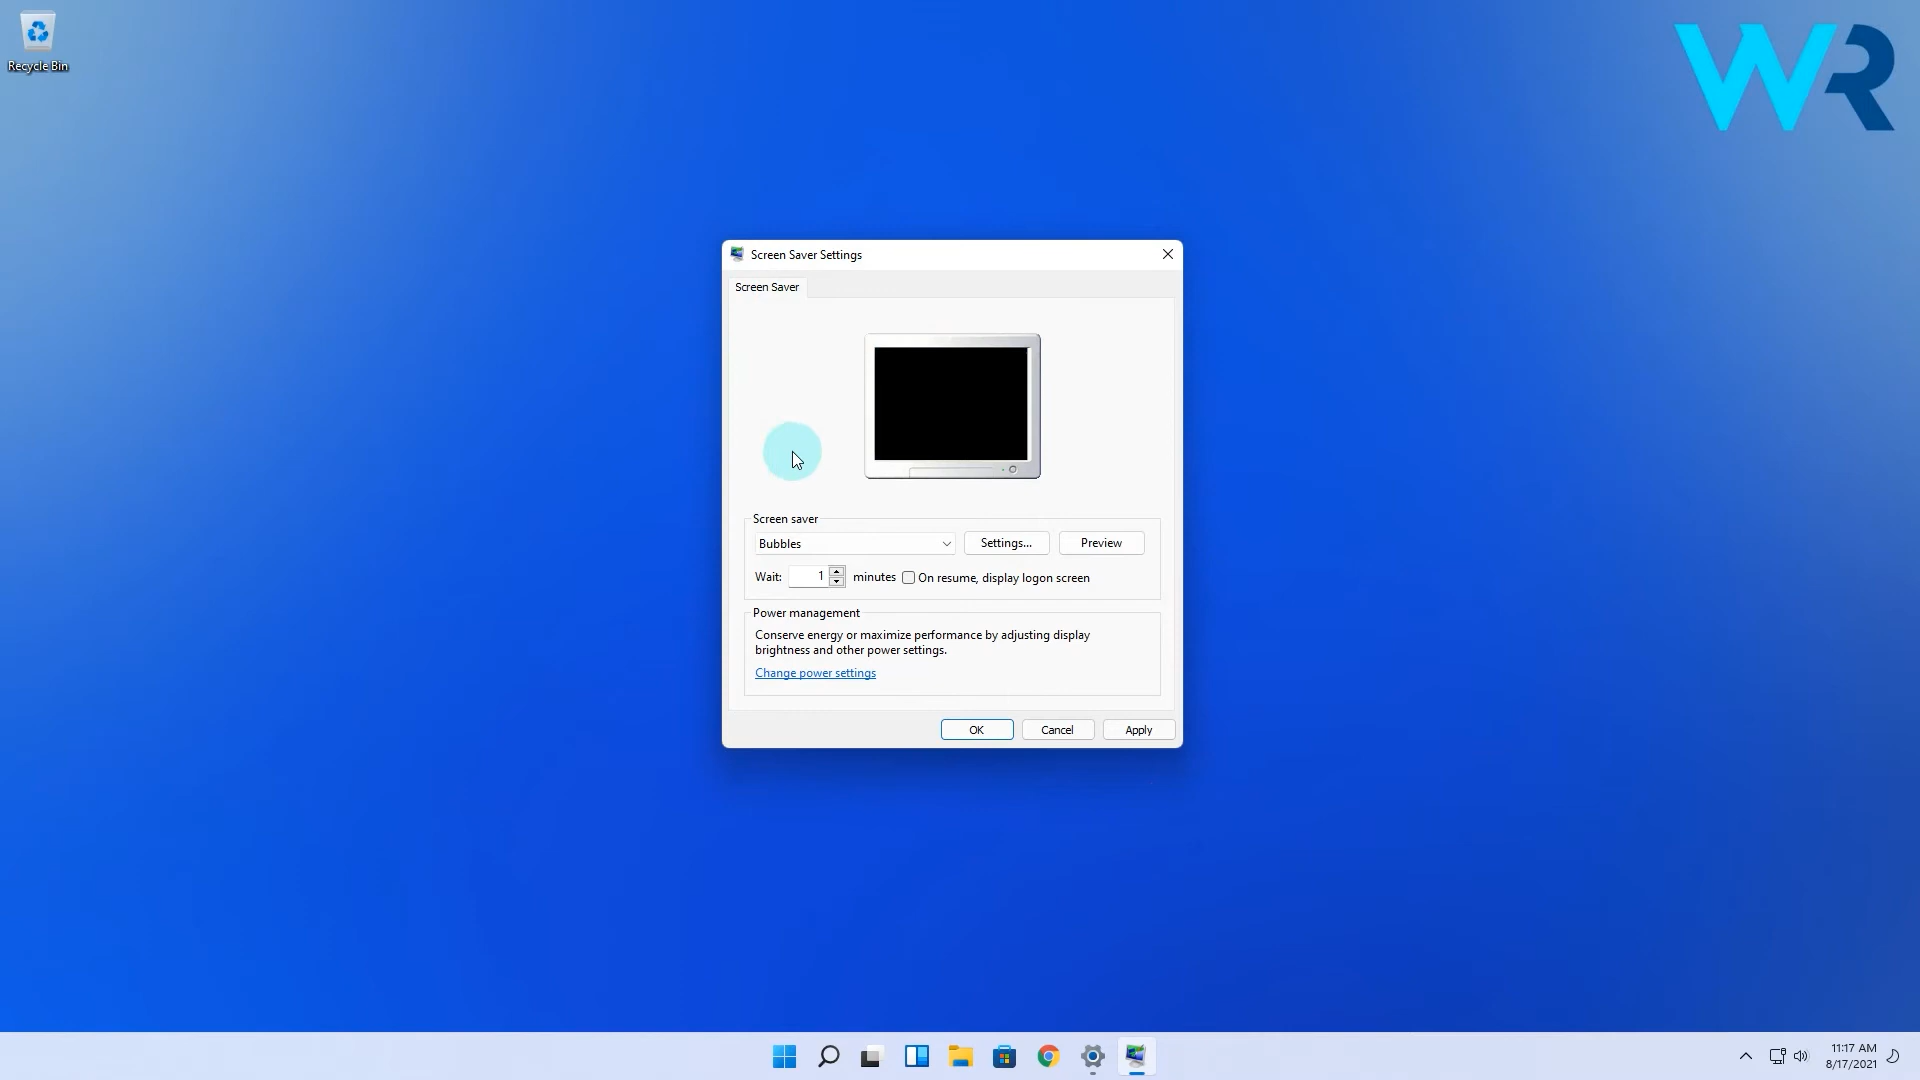 Recycle Bin
WR
Screen Saver Settings
Screen Saver
Screen saver
Bubbles
Settings...
Preview
Wait: 1 minutes On resume, display logon screen
Power management
Conserve energy or maximize performance by adjusting display
brightness and other power settings.
Change power settings
OK
Cancel
Apply
11:17 AM
8/17/2021